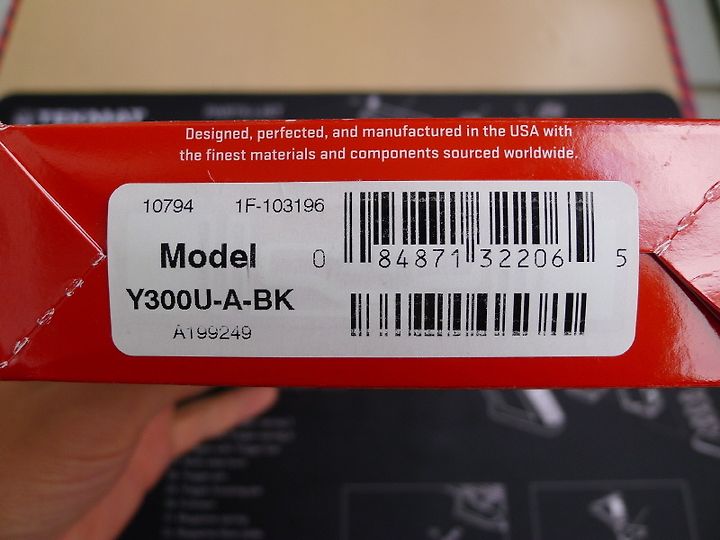 TEKMAT
Designed, perfected, and manufactured in the USA with
the finest materials and components sourced worldwide.
10794 1F-103196
Model
0 84871 32206 5
Y300U-A-BK
A199249